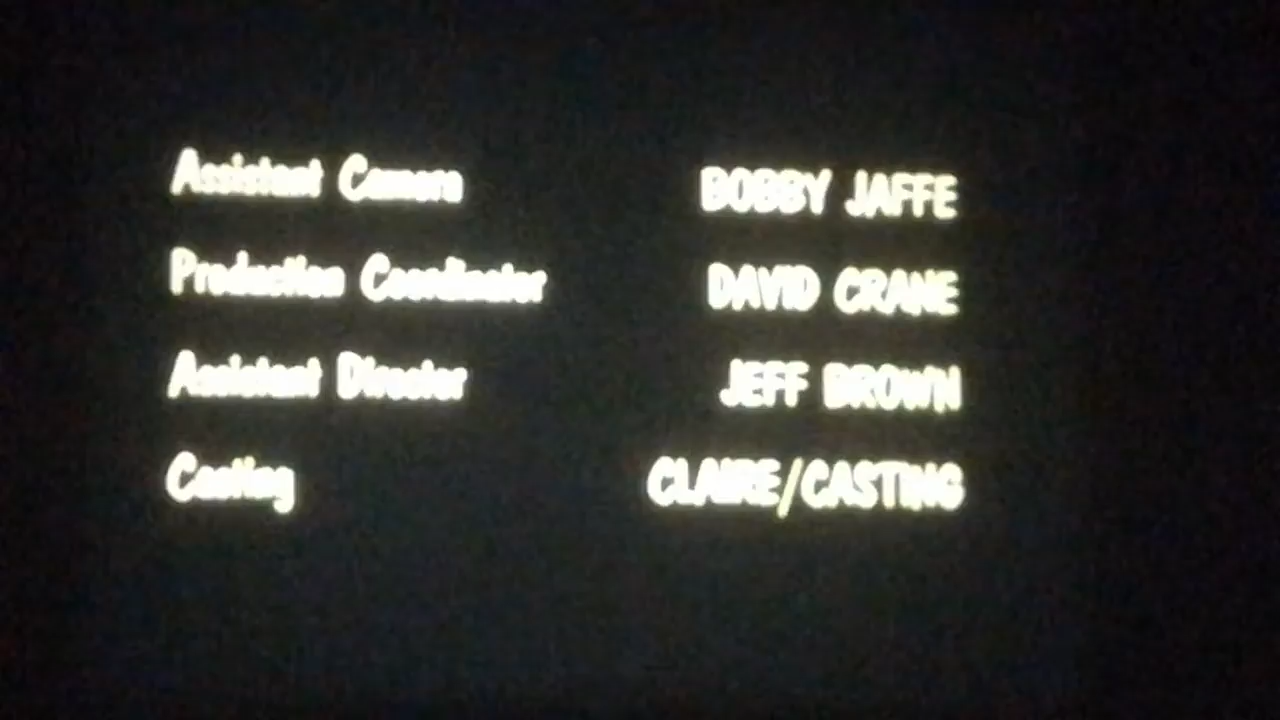 Assistant Camera BOBBY JAFFE
Production Coordinator DAVID CRANE
Assistant Director JEFF BROWN
Casting CLAIRE/CASTING